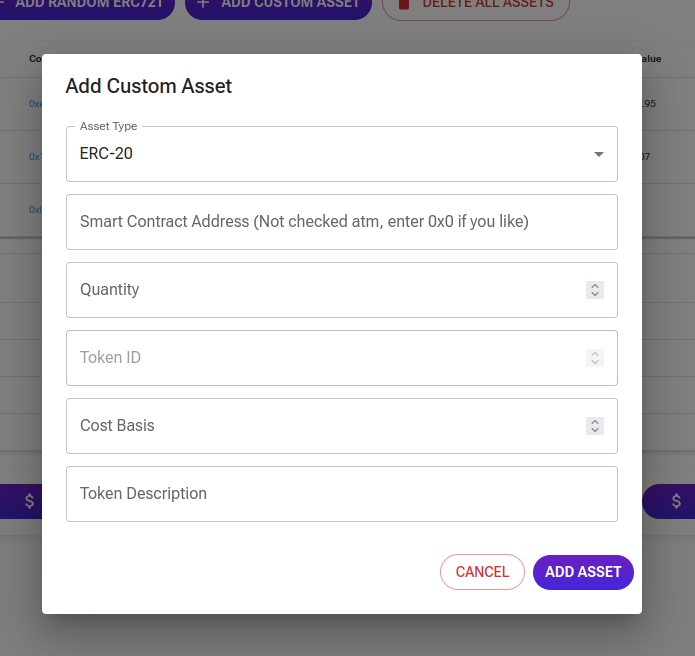 ADD RANDOM ERC721
ADD CUSTOM ASSET
DELETE ALL ASSETS
Add Custom Asset
Asset Type
ERC-20
Smart Contract Address (Not checked atm, enter 0x0 if you like)
Quantity
Token ID
Cost Basis
Token Description
$
$
CANCEL
ADD ASSET